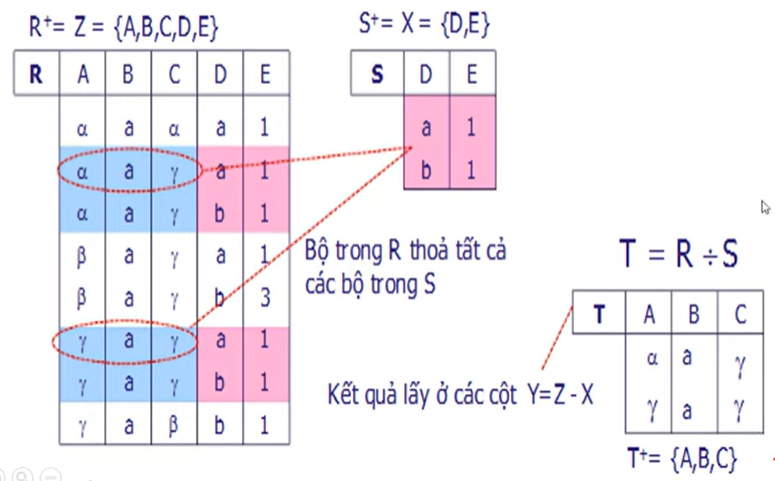 R⁺= Z = {A,B,C,D,E}
S⁺= X = {D,E}
R A B C D E
α a α a 1
α a γ a 1
α a γ b 1
β a γ a 1
β a γ b 3
γ a γ a 1
γ a γ b 1
γ a β b 1
S D E
a 1
b 1
Bộ trong R thoả tất cả
các bộ trong S
Kết quả lấy ở các cột Y=Z - X
T = R ÷ S
T A B C
α a γ
γ a γ
T⁺= {A,B,C}